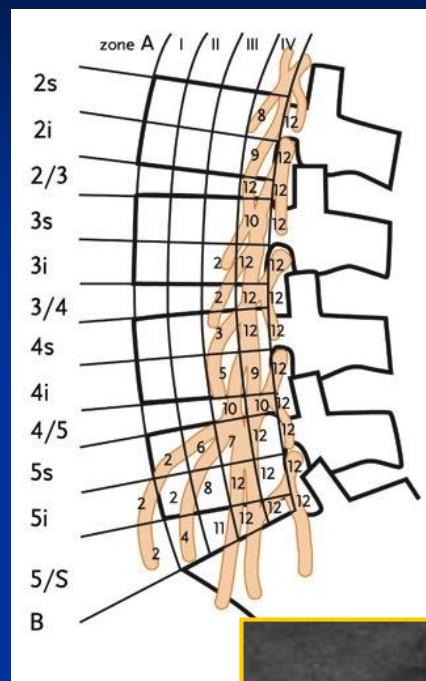 zone A I II III IV
2s 8 12
2i 9 12
2/3 12 12
3s 10 12
3i 2 12 12
3/4 2 12 12
4s 3 12 12
4i 5 9 12
4/5 10 10 12
5s 2 6 7 12 12
5i 2 2 8 12 12 12
5/S 2 4 11 12 12 12
B